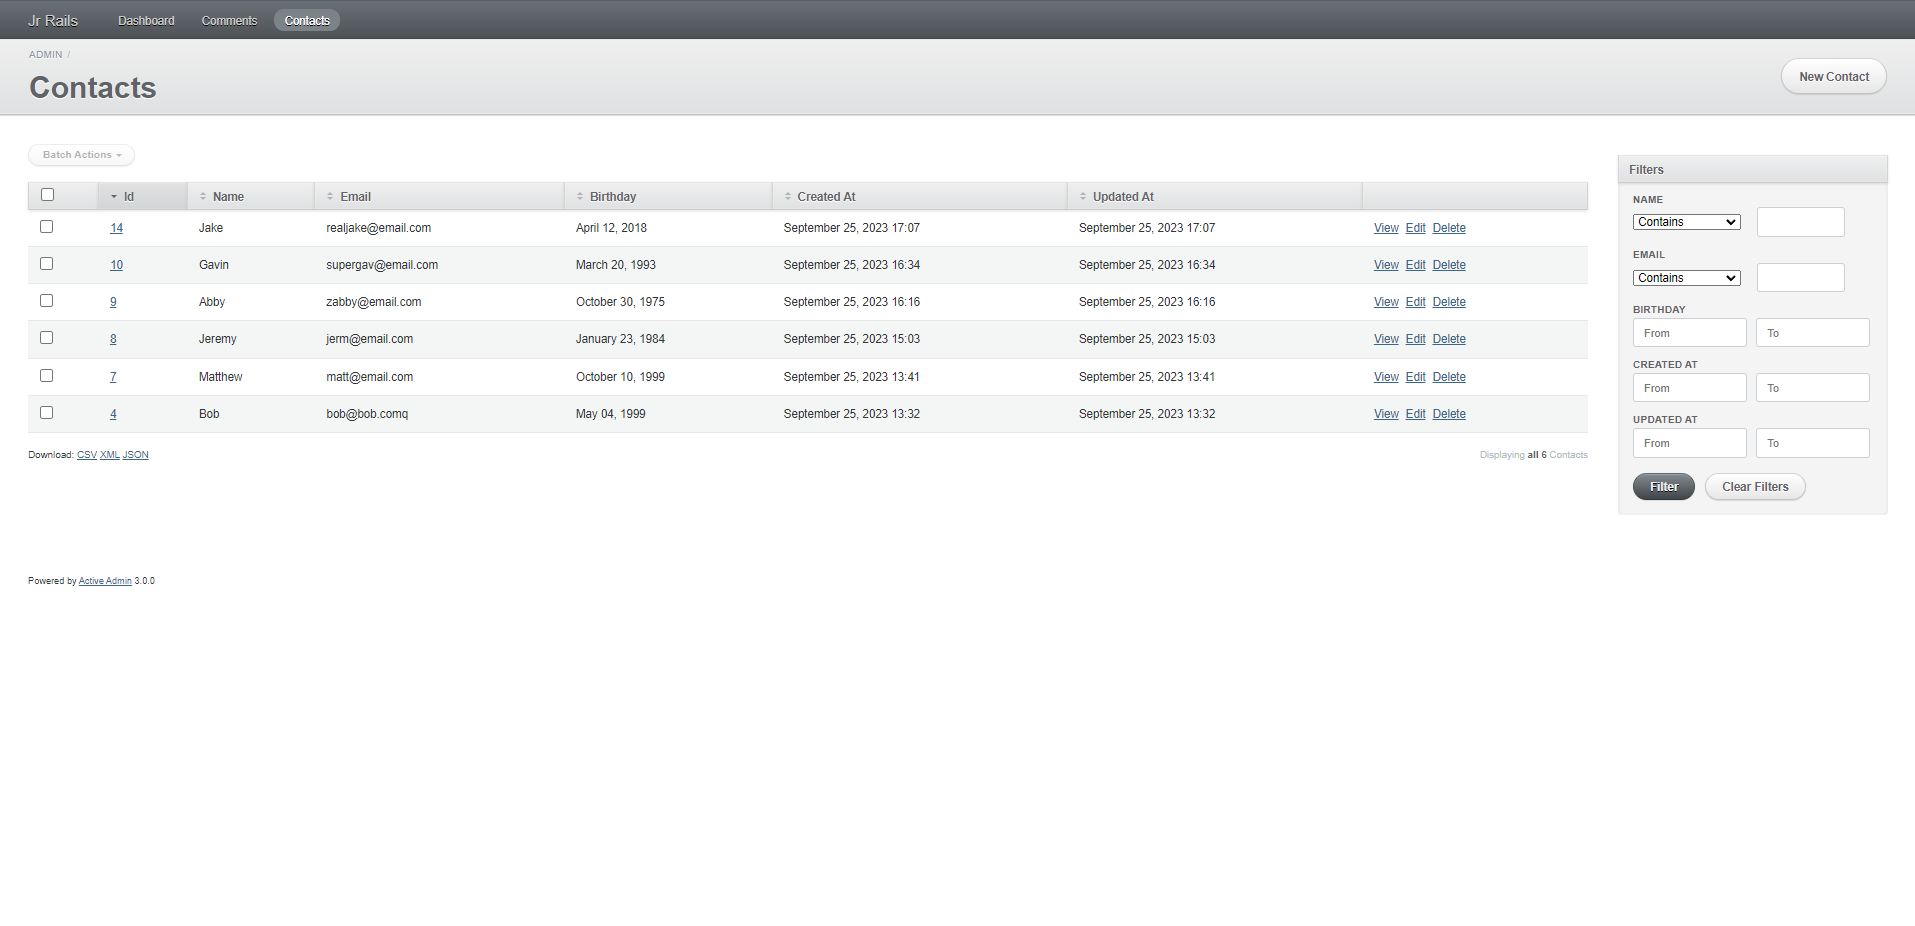 Jr Rails Dashboard Comments Contacts
ADMIN /
Contacts
New Contact
Batch Actions
Id Name Email Birthday Created At Updated At
14 Jake realjake@email.com April 12, 2018 September 25, 2023 17:07 September 25, 2023 17:07 View Edit Delete
10 Gavin supergav@email.com March 20, 1993 September 25, 2023 16:34 September 25, 2023 16:34 View Edit Delete
9 Abby zabby@email.com October 30, 1975 September 25, 2023 16:16 September 25, 2023 16:16 View Edit Delete
8 Jeremy jerm@email.com January 23, 1984 September 25, 2023 15:03 September 25, 2023 15:03 View Edit Delete
7 Matthew matt@email.com October 10, 1999 September 25, 2023 13:41 September 25, 2023 13:41 View Edit Delete
4 Bob bob@bob.comq May 04, 1999 September 25, 2023 13:32 September 25, 2023 13:32 View Edit Delete
Download: CSV XML JSON
Displaying all 6 Contacts
Filters
NAME
Contains
EMAIL
Contains
BIRTHDAY
From To
CREATED AT
From To
UPDATED AT
From To
Filter Clear Filters
Powered by Active Admin 3.0.0